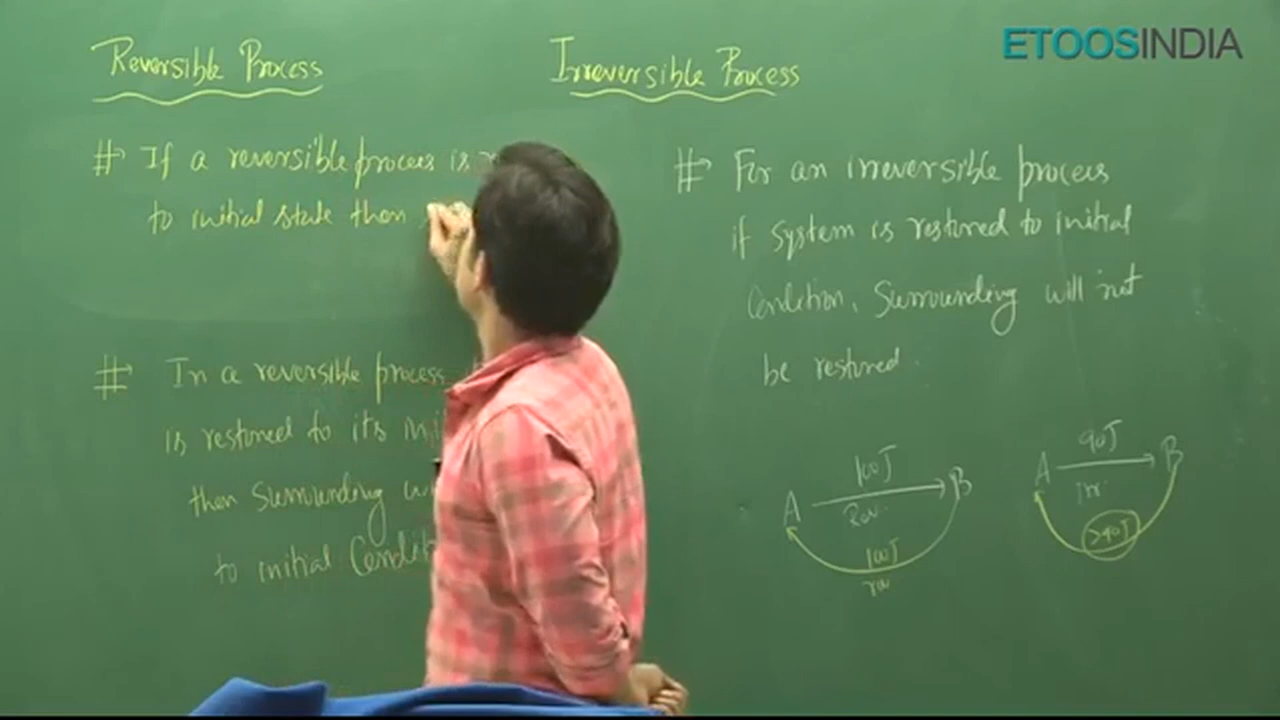 ETOOSINDIA
Reversible Process
Irreversible Process
#→ If a reversible process is
to initial state then
#→ In a reversible process
is restored to its
then surrounding
to initial
#→ For an irreversible process
if system is restored to initial
Condition, Surrounding will not
be restored.
A 100J B
Rev.
100J
rev
A 90J B
irr.
>90J